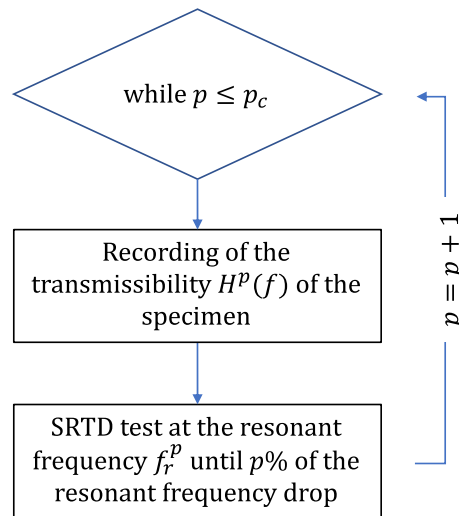 while p ≤ p_c
Recording of the
transmissibility H^p(f) of the
specimen
p = p + 1
SRTD test at the resonant
frequency f_r^p until p% of the
resonant frequency drop